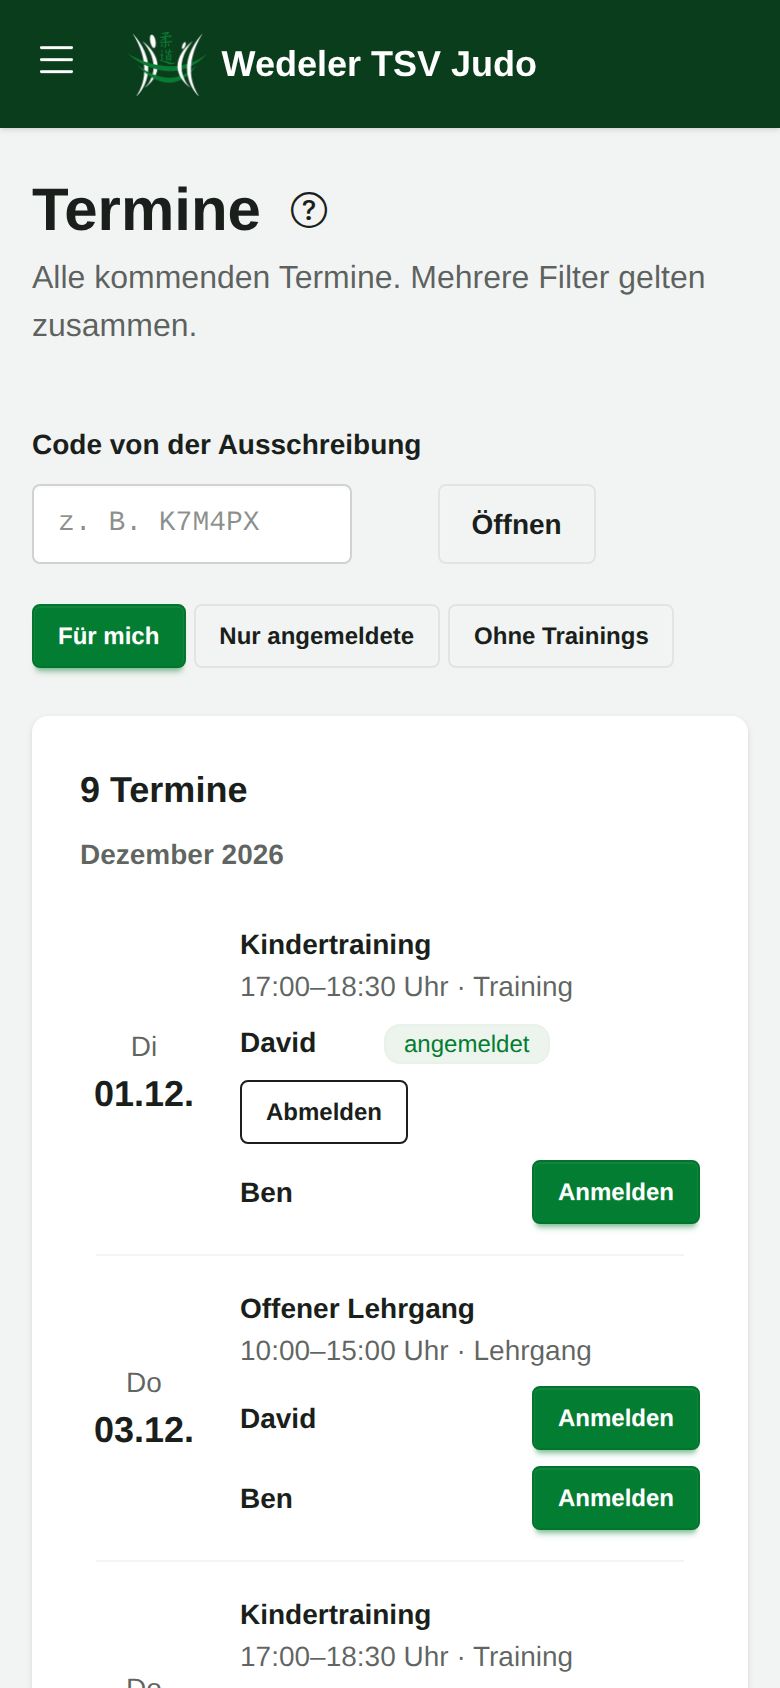 Wedeler TSV Judo
Termine ?
Alle kommenden Termine. Mehrere Filter gelten
zusammen.
Code von der Ausschreibung
z. B. K7M4PX
Öffnen
Für mich
Nur angemeldete
Ohne Trainings
9 Termine
Dezember 2026
Di
01.12.
Kindertraining
17:00–18:30 Uhr · Training
David
angemeldet
Abmelden
Ben
Anmelden
Do
03.12.
Offener Lehrgang
10:00–15:00 Uhr · Lehrgang
David
Anmelden
Ben
Anmelden
Kindertraining
17:00–18:30 Uhr · Training